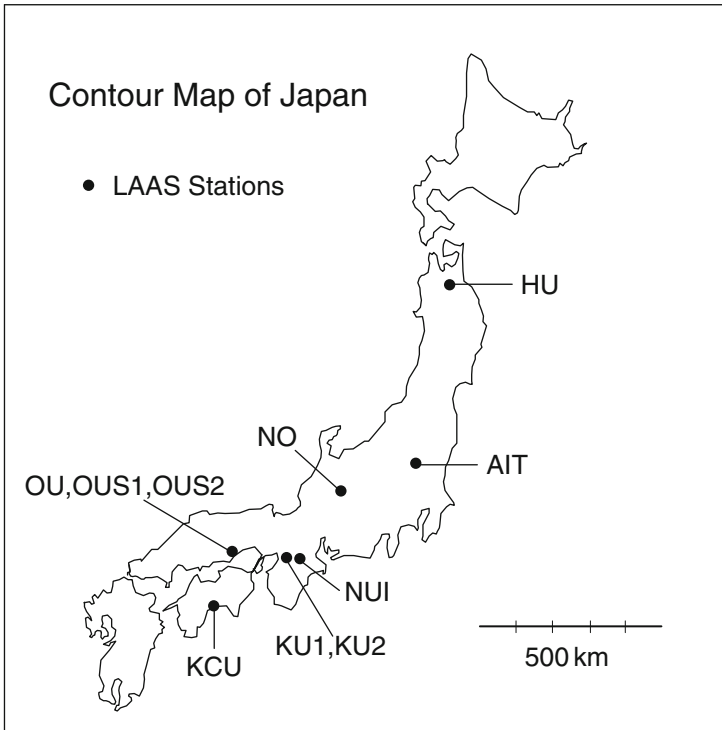 Contour Map of Japan
LAAS Stations
HU
NO
AIT
OU,OUS1,OUS2
NUI
KU1,KU2
KCU
500 km